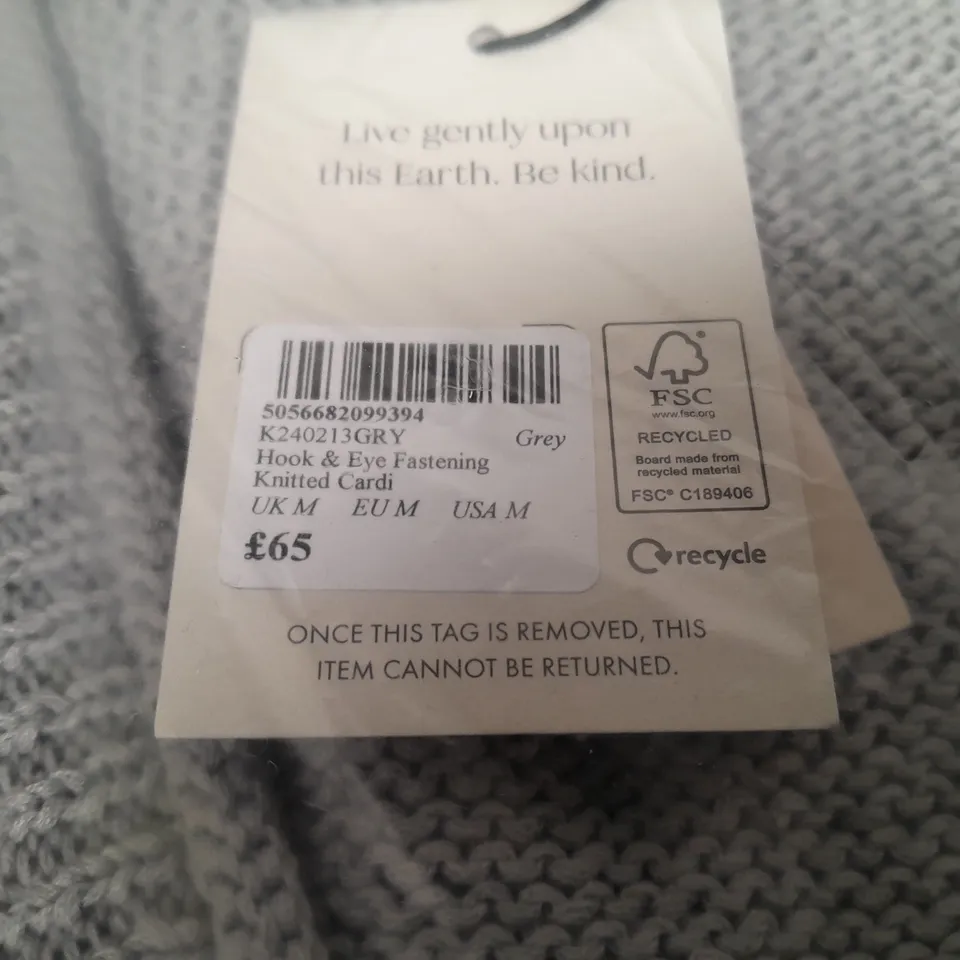 Live gently upon
this Earth. Be kind.
5056682099394
K240213GRY Grey
Hook & Eye Fastening
Knitted Cardi
UK M EU M USA M
£65
FSC®
www.fsc.org
RECYCLED
Board made from
recycled material
FSC® C189406
recycle
ONCE THIS TAG IS REMOVED, THIS
ITEM CANNOT BE RETURNED.